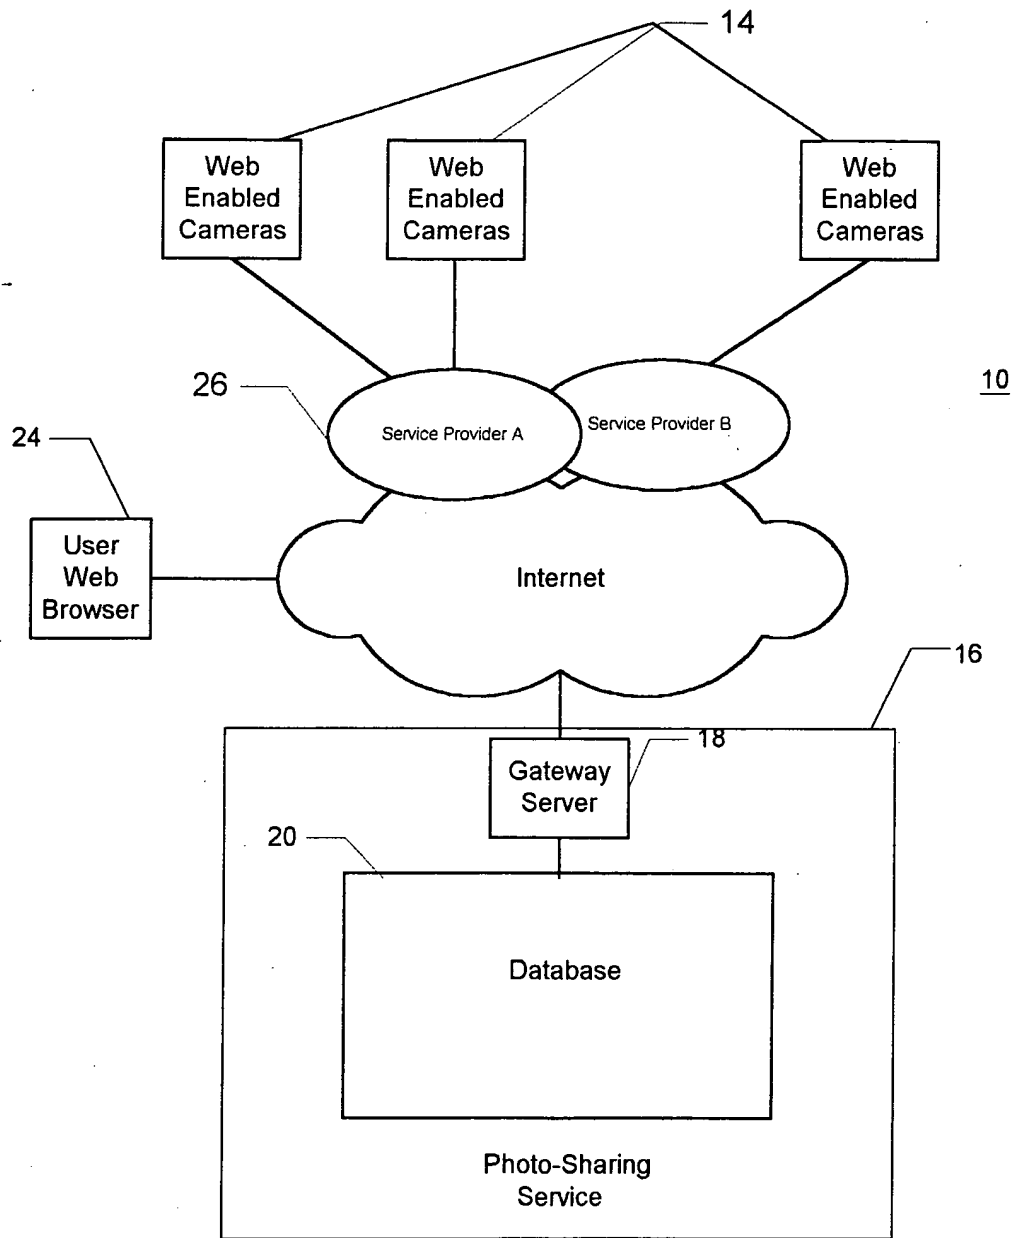 14
Web
Enabled
Cameras
Web
Enabled
Cameras
Web
Enabled
Cameras
10
26
Service Provider A
Service Provider B
24
User
Web
Browser
Internet
16
18
Gateway
Server
20
Database
Photo-Sharing
Service